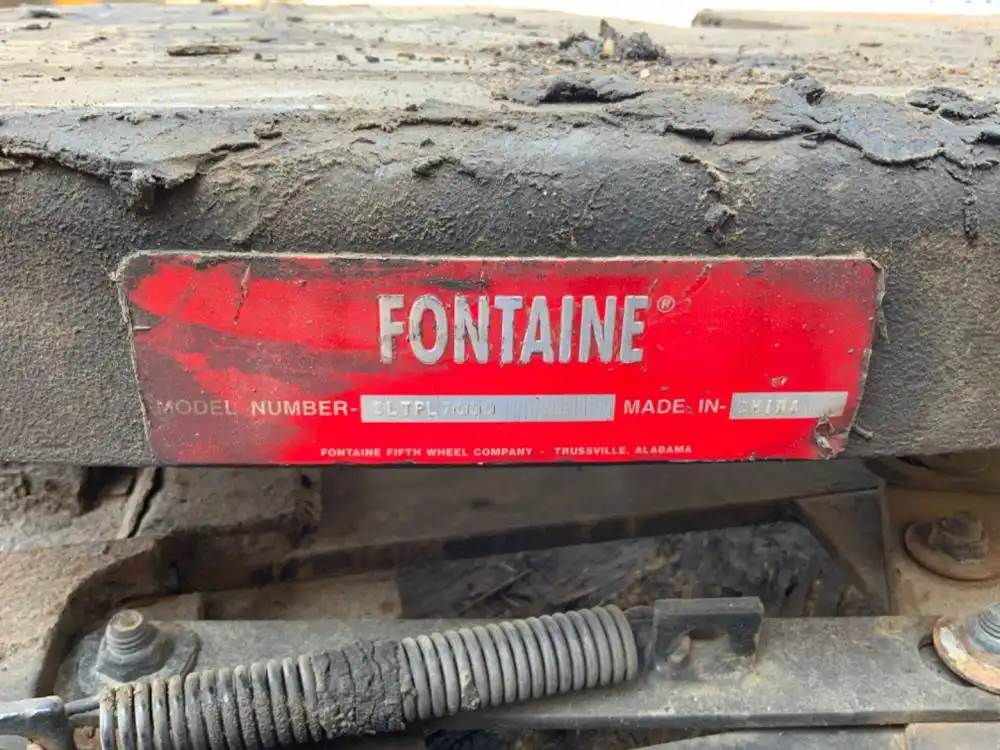 FONTAINE®
MODEL NUMBER- SLTPL MADE IN- CHINA
FONTAINE FIFTH WHEEL COMPANY - TRUSSVILLE, ALABAMA